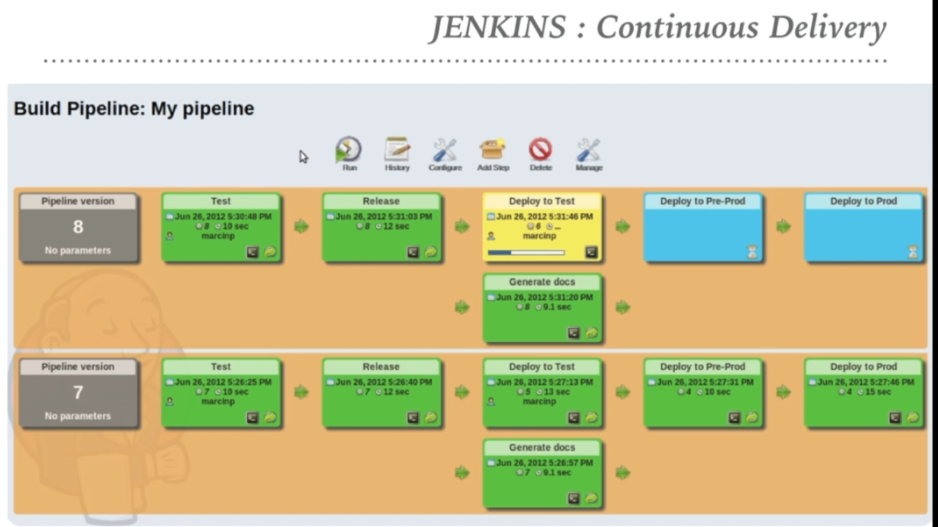 JENKINS : Continuous Delivery
Build Pipeline: My pipeline
Run History Configure Add Step Delete Manage
Pipeline version
8
No parameters
Test
Jun 26, 2012 5:30:48 PM
8 10 sec
marcinp
Release
Jun 26, 2012 5:31:03 PM
8 12 sec
Deploy to Test
Jun 26, 2012 5:31:46 PM
6 ...
marcinp
Deploy to Pre-Prod
Deploy to Prod
Generate docs
Jun 26, 2012 5:31:20 PM
8 9.1 sec
Pipeline version
7
No parameters
Test
Jun 26, 2012 5:26:25 PM
7 10 sec
marcinp
Release
Jun 26, 2012 5:26:40 PM
7 12 sec
Deploy to Test
Jun 26, 2012 5:27:13 PM
5 13 sec
marcinp
Deploy to Pre-Prod
Jun 26, 2012 5:27:31 PM
4 10 sec
Deploy to Prod
Jun 26, 2012 5:27:46 PM
4 15 sec
Generate docs
Jun 26, 2012 5:26:57 PM
7 9.1 sec